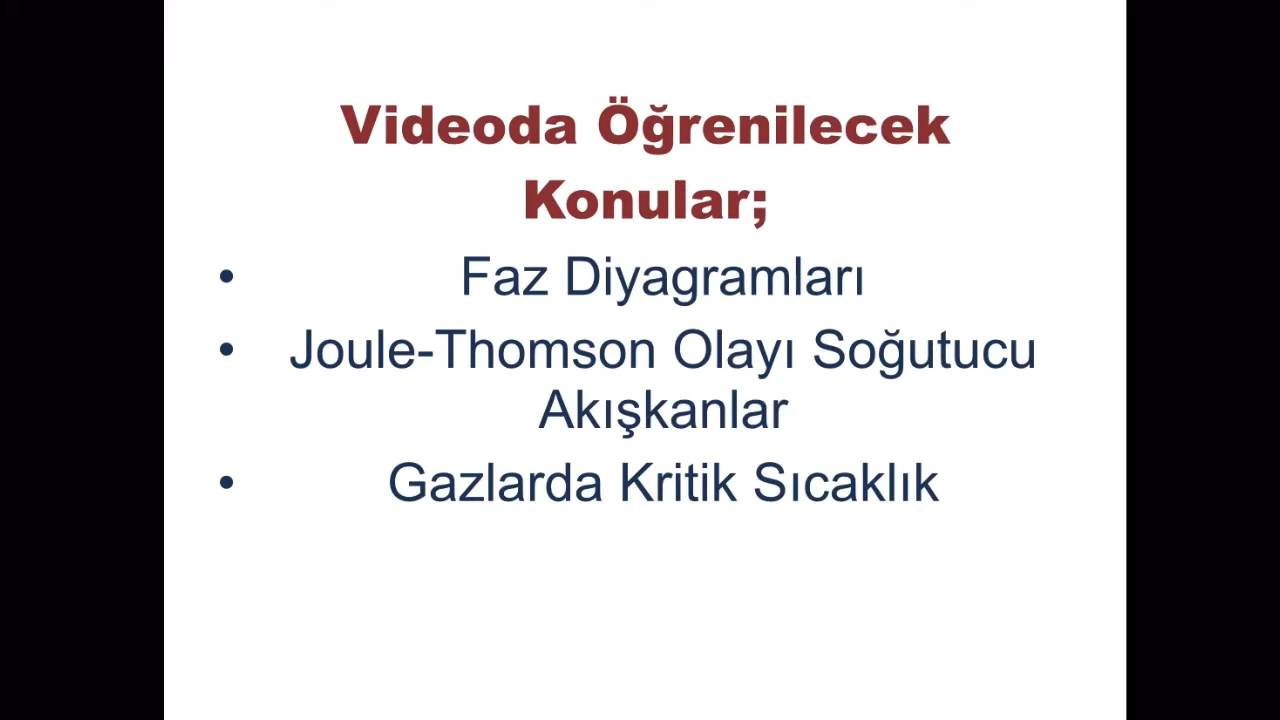 Videoda Öğrenilecek
Konular;
• Faz Diyagramları
• Joule-Thomson Olayı Soğutucu
Akışkanlar
• Gazlarda Kritik Sıcaklık